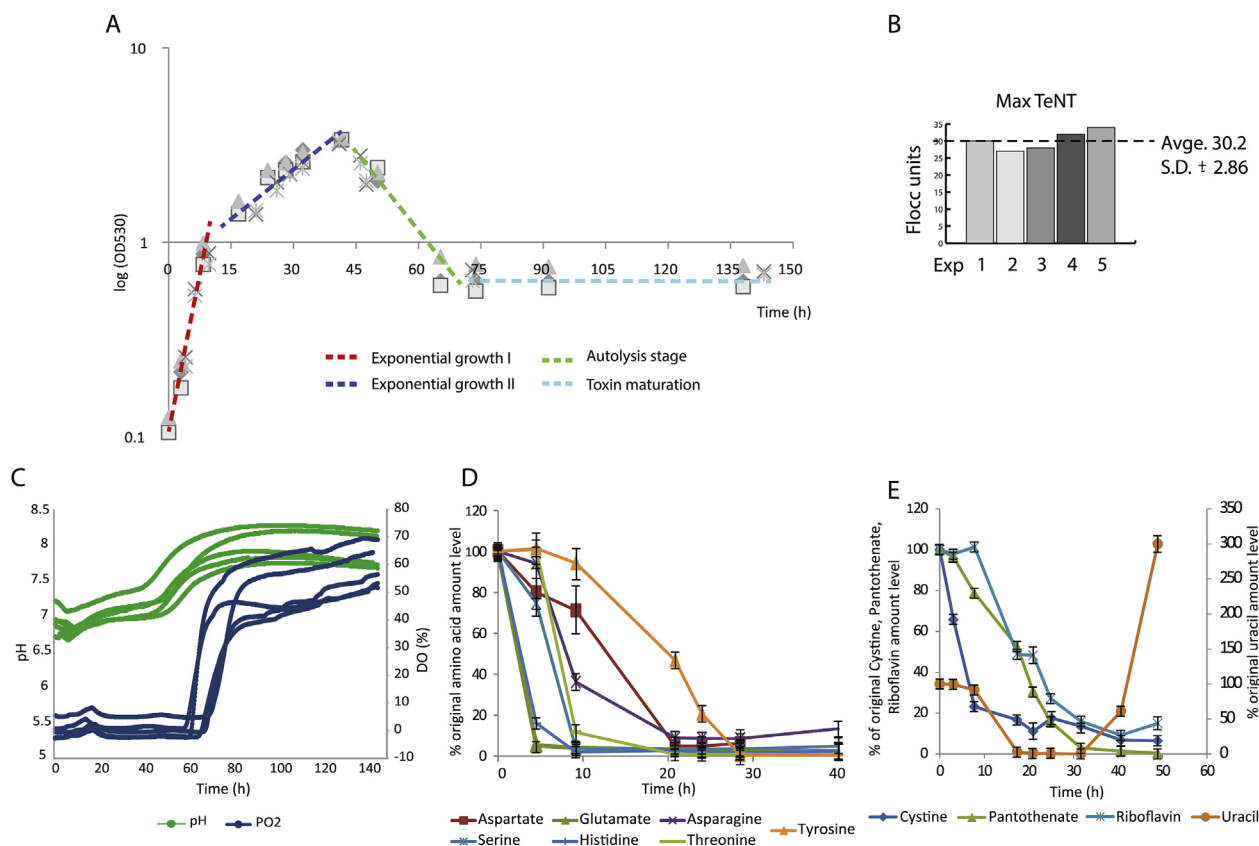 A
10
1
0.1
log (OD530)
0 15 30 45 60 75 90 105 120 135 150
Time (h)
Exponential growth I
Exponential growth II
Autolysis stage
Toxin maturation
B
Max TeNT
35
30
25
20
15
10
5
0
Flocc units
Avge. 30.2
S.D. ± 2.86
Exp 1 2 3 4 5
C
8.5
8
7.5
7
6.5
6
5.5
5
pH
80
70
60
50
40
30
20
10
0
-10
DO (%)
0 20 40 60 80 100 120 140
Time (h)
pH
PO2
D
120
100
80
60
40
20
0
% original amino acid amount level
0 10 20 30 40
Time (h)
Aspartate
Glutamate
Asparagine
Tyrosine
Serine
Histidine
Threonine
E
120
100
80
60
40
20
0
% of original Cystine, Pantothenate,
Riboflavin amount level
350
300
250
200
150
100
50
0
% original uracil amount level
0 10 20 30 40 50 60
Time (h)
Cystine
Pantothenate
Riboflavin
Uracil